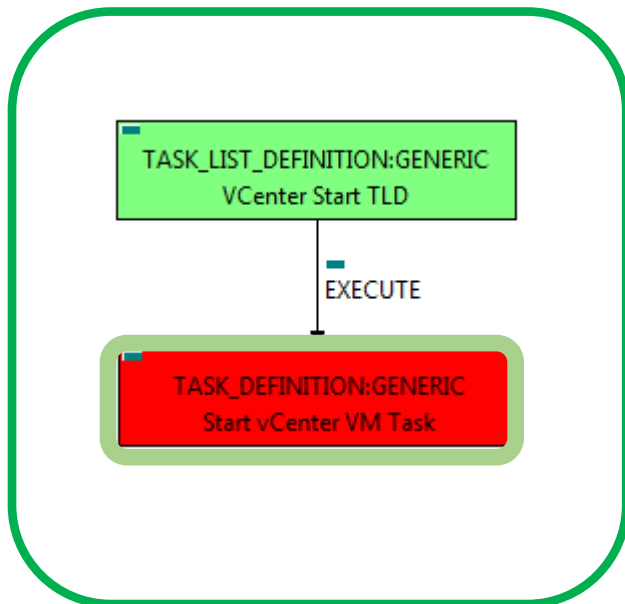 TASK_LIST_DEFINITION:GENERIC
VCenter Start TLD
EXECUTE
TASK_DEFINITION:GENERIC
Start vCenter VM Task